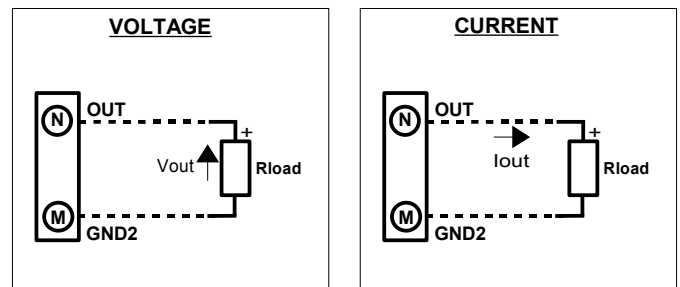 VOLTAGE
N OUT
+
Vout Rload
M
GND2
CURRENT
N OUT
+
Iout
Rload
M
GND2